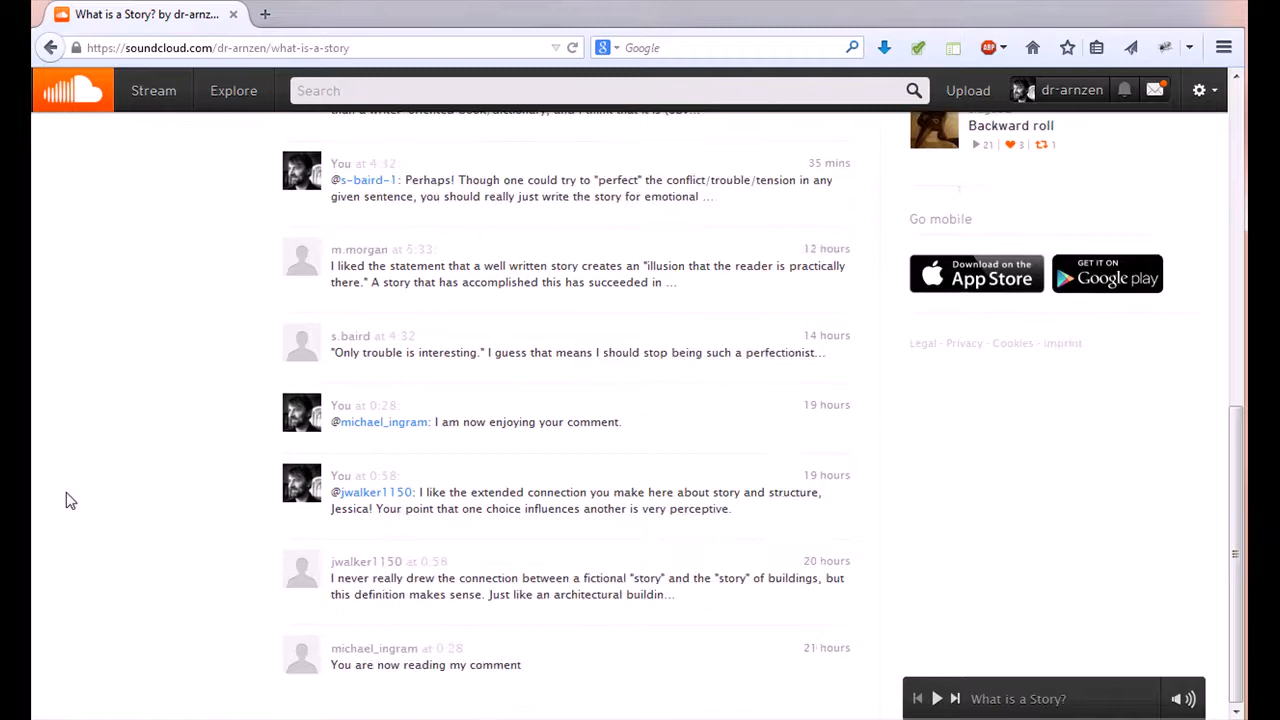 What is a Story? by dr-arnz...
https://soundcloud.com/dr-arnzen/what-is-a-story
Google
ABP
Stream
Explore
Search
Upload
dr-arnzen
Backward roll
21
3
1
You at 4:32:
35 mins
@s-baird-1: Perhaps! Though one could try to "perfect" the conflict/trouble/tension in any
given sentence, you should really just write the story for emotional ...
m.morgan at 5:33:
12 hours
I liked the statement that a well written story creates an "illusion that the reader is practically
there." A story that has accomplished this has succeeded in ...
s.baird at 4:32
14 hours
"Only trouble is interesting." I guess that means I should stop being such a perfectionist...
You at 0:28:
19 hours
@michael_ingram: I am now enjoying your comment.
You at 0:58:
19 hours
@jwalker1150: I like the extended connection you make here about story and structure,
Jessica! Your point that one choice influences another is very perceptive.
jwalker1150 at 0:58
20 hours
I never really drew the connection between a fictional "story" and the "story" of buildings, but
this definition makes sense. Just like an architectural buildin...
michael_ingram at 0:28
21 hours
You are now reading my comment
Go mobile
Download on the
App Store
GET IT ON
Google play
Legal - Privacy - Cookies - Imprint
What is a Story?